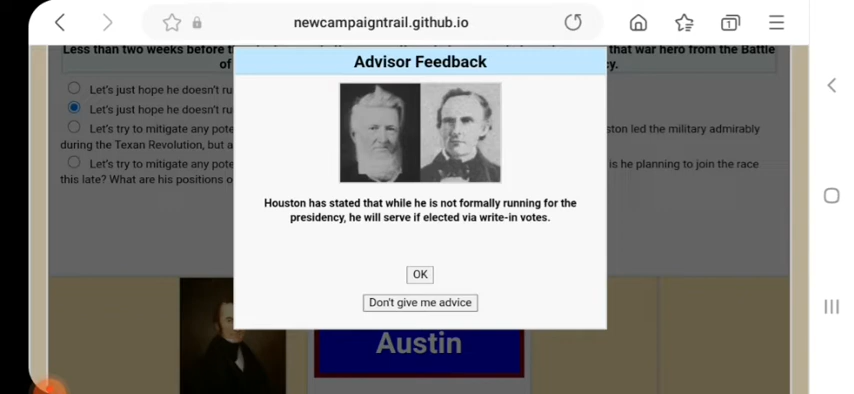 newcampaigntrail.github.io
1
Less than two weeks before
that war hero from the Battle
Advisor Feedback
of
Let's just hope he doesn't
Let's just hope he doesn't
Let's try to mitigate any
ston led the military admirably
during the Texan Revolution, but
Let's try to mitigate any
is he planning to join the race
this late? What are his positions
Houston has stated that while he is not formally running for the
presidency, he will serve if elected via write-in votes.
OK
Don't give me advice
Austin